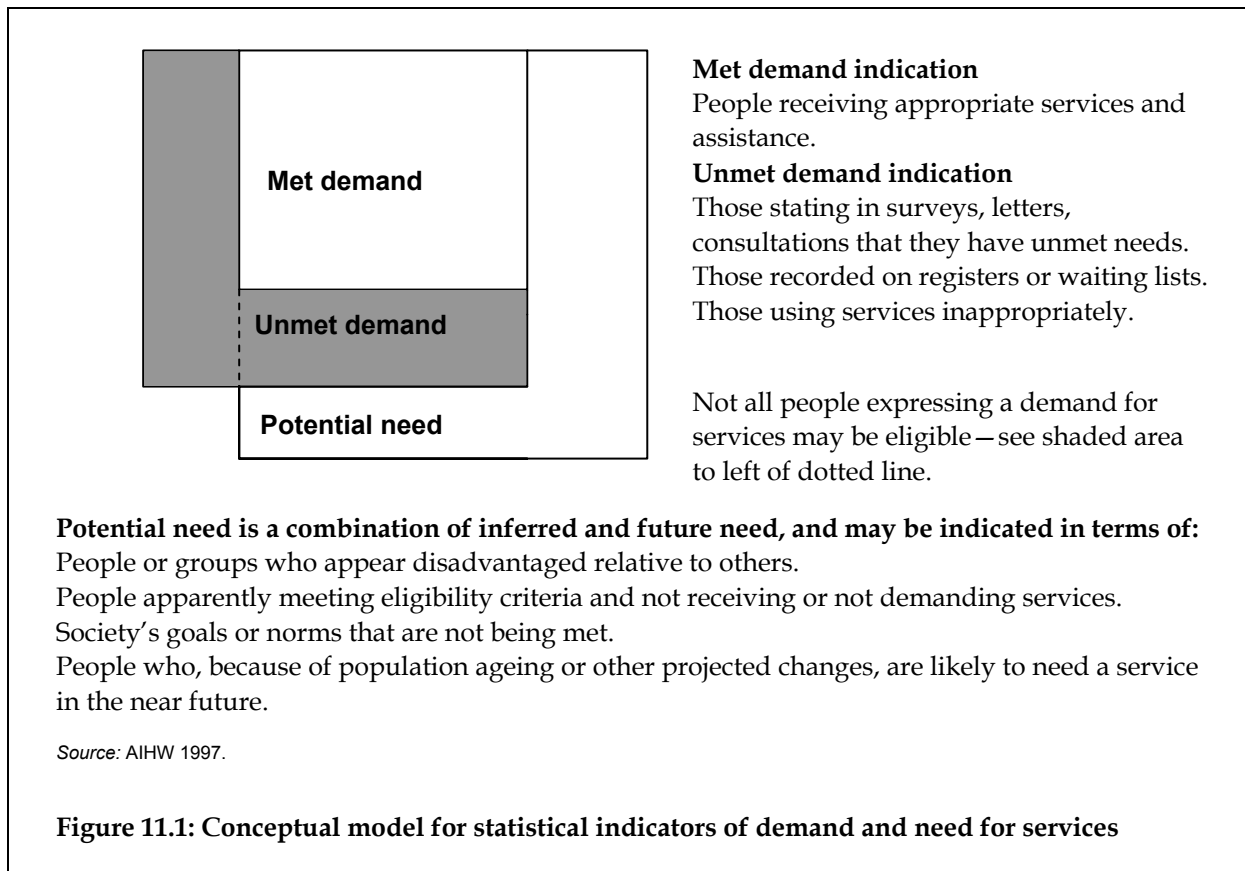 Met demand
Unmet demand
Potential need
Met demand indication
People receiving appropriate services and
assistance.
Unmet demand indication
Those stating in surveys, letters,
consultations that they have unmet needs.
Those recorded on registers or waiting lists.
Those using services inappropriately.
Not all people expressing a demand for
services may be eligible—see shaded area
to left of dotted line.
Potential need is a combination of inferred and future need, and may be indicated in terms of:
People or groups who appear disadvantaged relative to others.
People apparently meeting eligibility criteria and not receiving or not demanding services.
Society’s goals or norms that are not being met.
People who, because of population ageing or other projected changes, are likely to need a service
in the near future.
Source: AIHW 1997.
Figure 11.1: Conceptual model for statistical indicators of demand and need for services